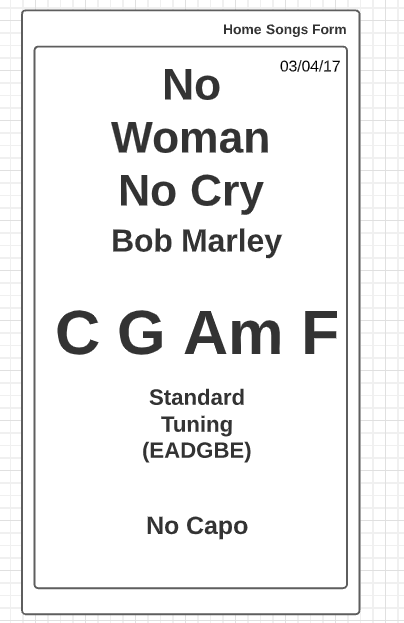 Home Songs Form
03/04/17
No
Woman
No Cry
Bob Marley
C G Am F
Standard
Tuning
(EADGBE)
No Capo